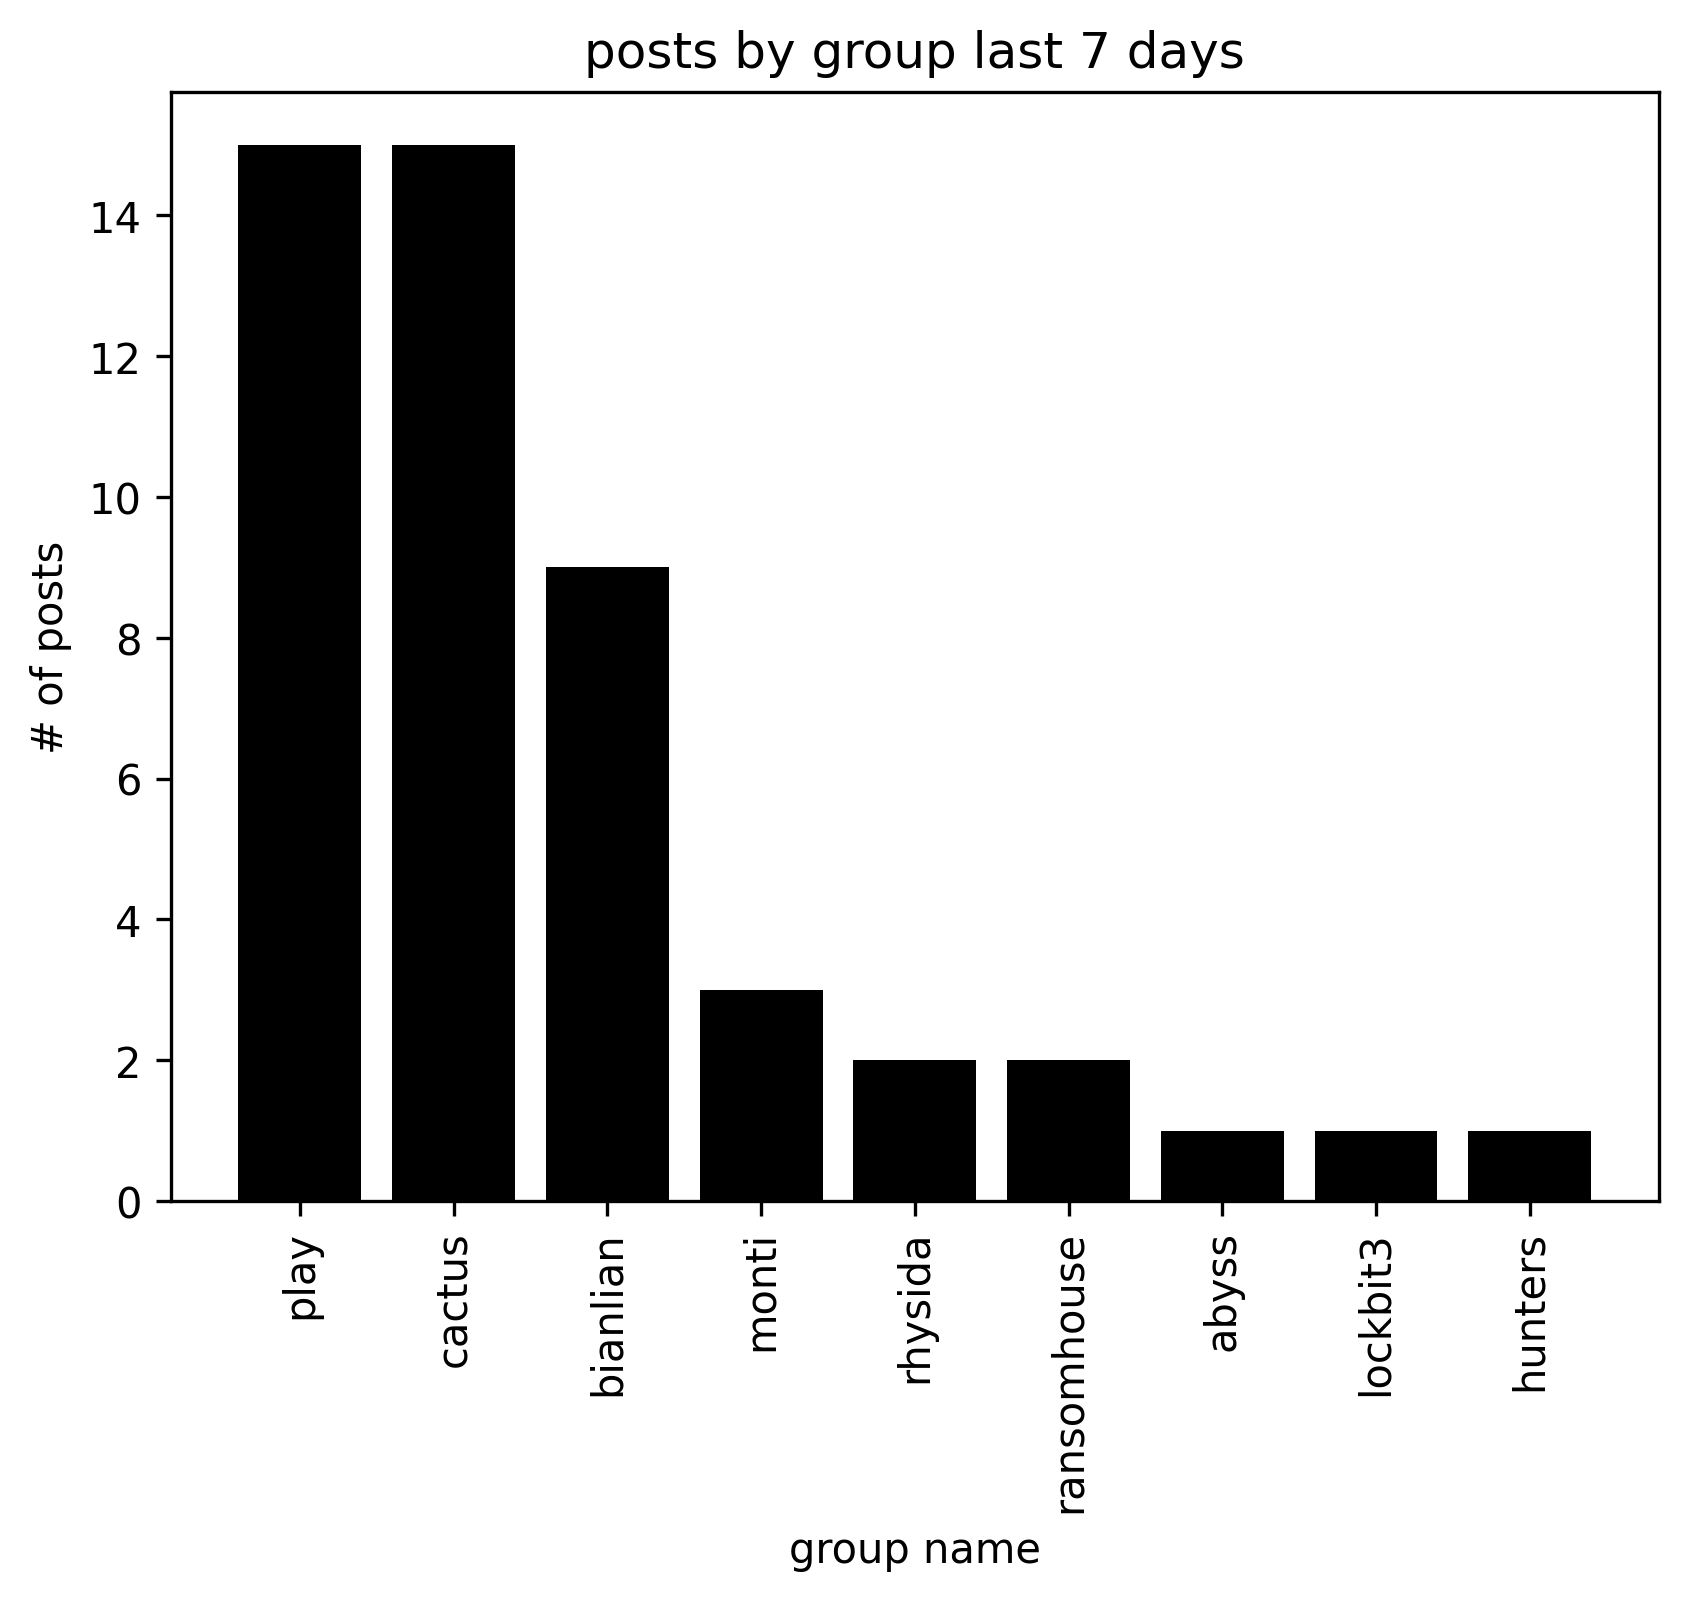 posts by group last 7 days
# of posts
14
12
10
8
6
4
2
0
play
cactus
bianlian
monti
rhysida
ransomhouse
abyss
lockbit3
hunters
group name